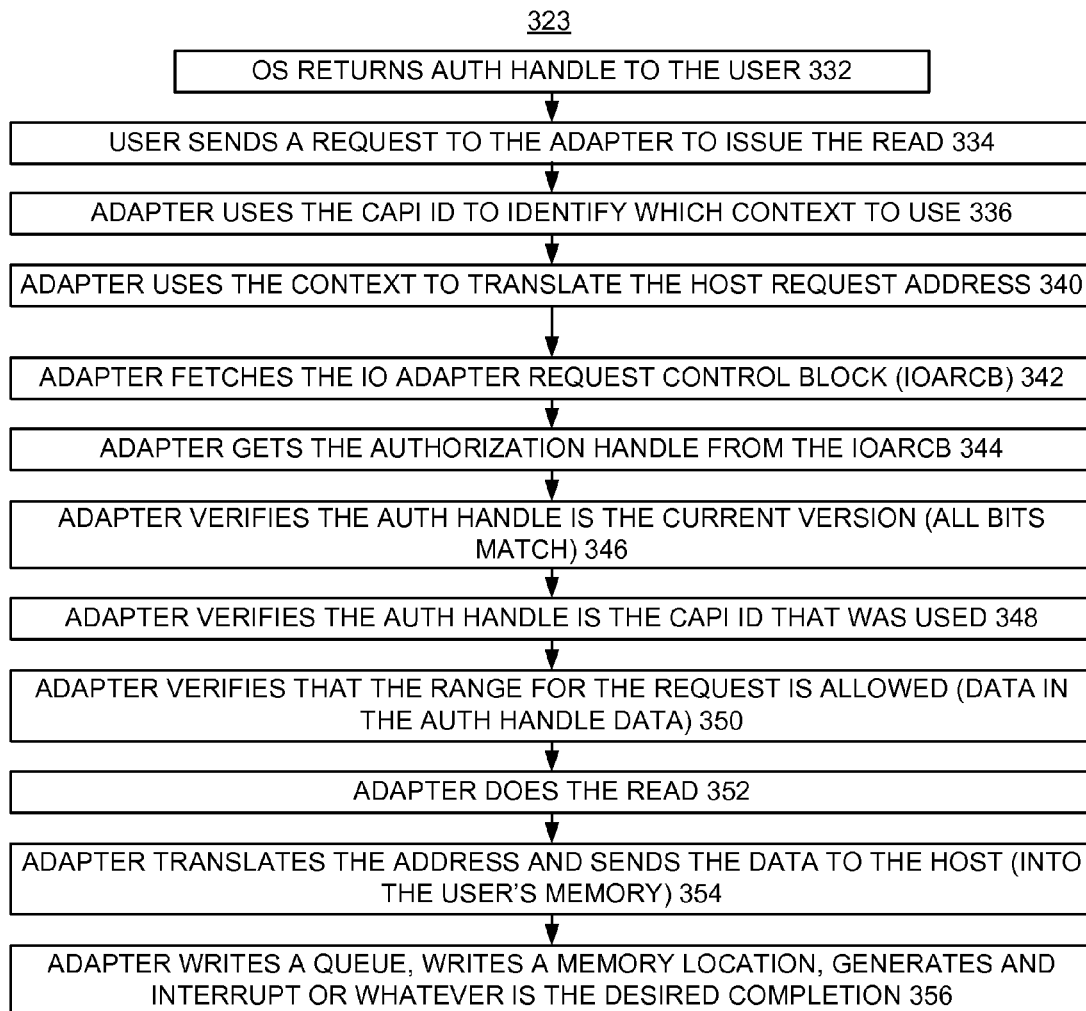 323
OS RETURNS AUTH HANDLE TO THE USER 332
USER SENDS A REQUEST TO THE ADAPTER TO ISSUE THE READ 334
ADAPTER USES THE CAPI ID TO IDENTIFY WHICH CONTEXT TO USE 336
ADAPTER USES THE CONTEXT TO TRANSLATE THE HOST REQUEST ADDRESS 340
ADAPTER FETCHES THE IO ADAPTER REQUEST CONTROL BLOCK (IOARCB) 342
ADAPTER GETS THE AUTHORIZATION HANDLE FROM THE IOARCB 344
ADAPTER VERIFIES THE AUTH HANDLE IS THE CURRENT VERSION (ALL BITS
MATCH) 346
ADAPTER VERIFIES THE AUTH HANDLE IS THE CAPI ID THAT WAS USED 348
ADAPTER VERIFIES THAT THE RANGE FOR THE REQUEST IS ALLOWED (DATA IN
THE AUTH HANDLE DATA) 350
ADAPTER DOES THE READ 352
ADAPTER TRANSLATES THE ADDRESS AND SENDS THE DATA TO THE HOST (INTO
THE USER'S MEMORY) 354
ADAPTER WRITES A QUEUE, WRITES A MEMORY LOCATION, GENERATES AND
INTERRUPT OR WHATEVER IS THE DESIRED COMPLETION 356